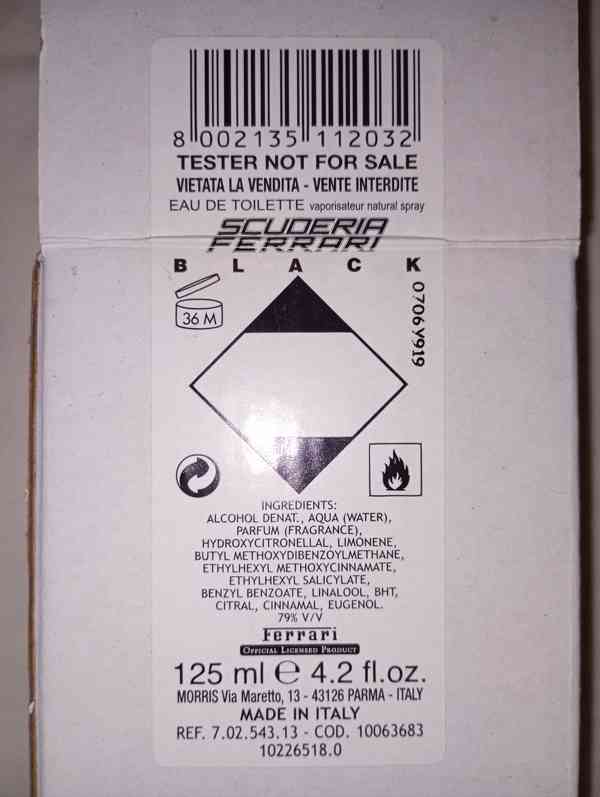 8 002135 112032
TESTER NOT FOR SALE
VIETATA LA VENDITA - VENTE INTERDITE
EAU DE TOILETTE vaporisateur natural spray
SCUDERIA
FERRARI
BLACK
36 M
0706Y919
INGREDIENTS:
ALCOHOL DENAT., AQUA (WATER),
PARFUM (FRAGRANCE),
HYDROXYCITRONELLAL, LIMONENE,
BUTYL METHOXYDIBENZOYLMETHANE,
ETHYLHEXYL METHOXYCINNAMATE,
ETHYLHEXYL SALICYLATE,
BENZYL BENZOATE, LINALOOL, BHT,
CITRAL, CINNAMAL, EUGENOL.
79% V/V
Ferrari
OFFICIAL LICENSED PRODUCT
125 ml ℮ 4.2 fl.oz.
MORRIS Via Maretto, 13 - 43126 PARMA - ITALY
MADE IN ITALY
REF. 7.02.543.13 - COD. 10063683
10226518.0